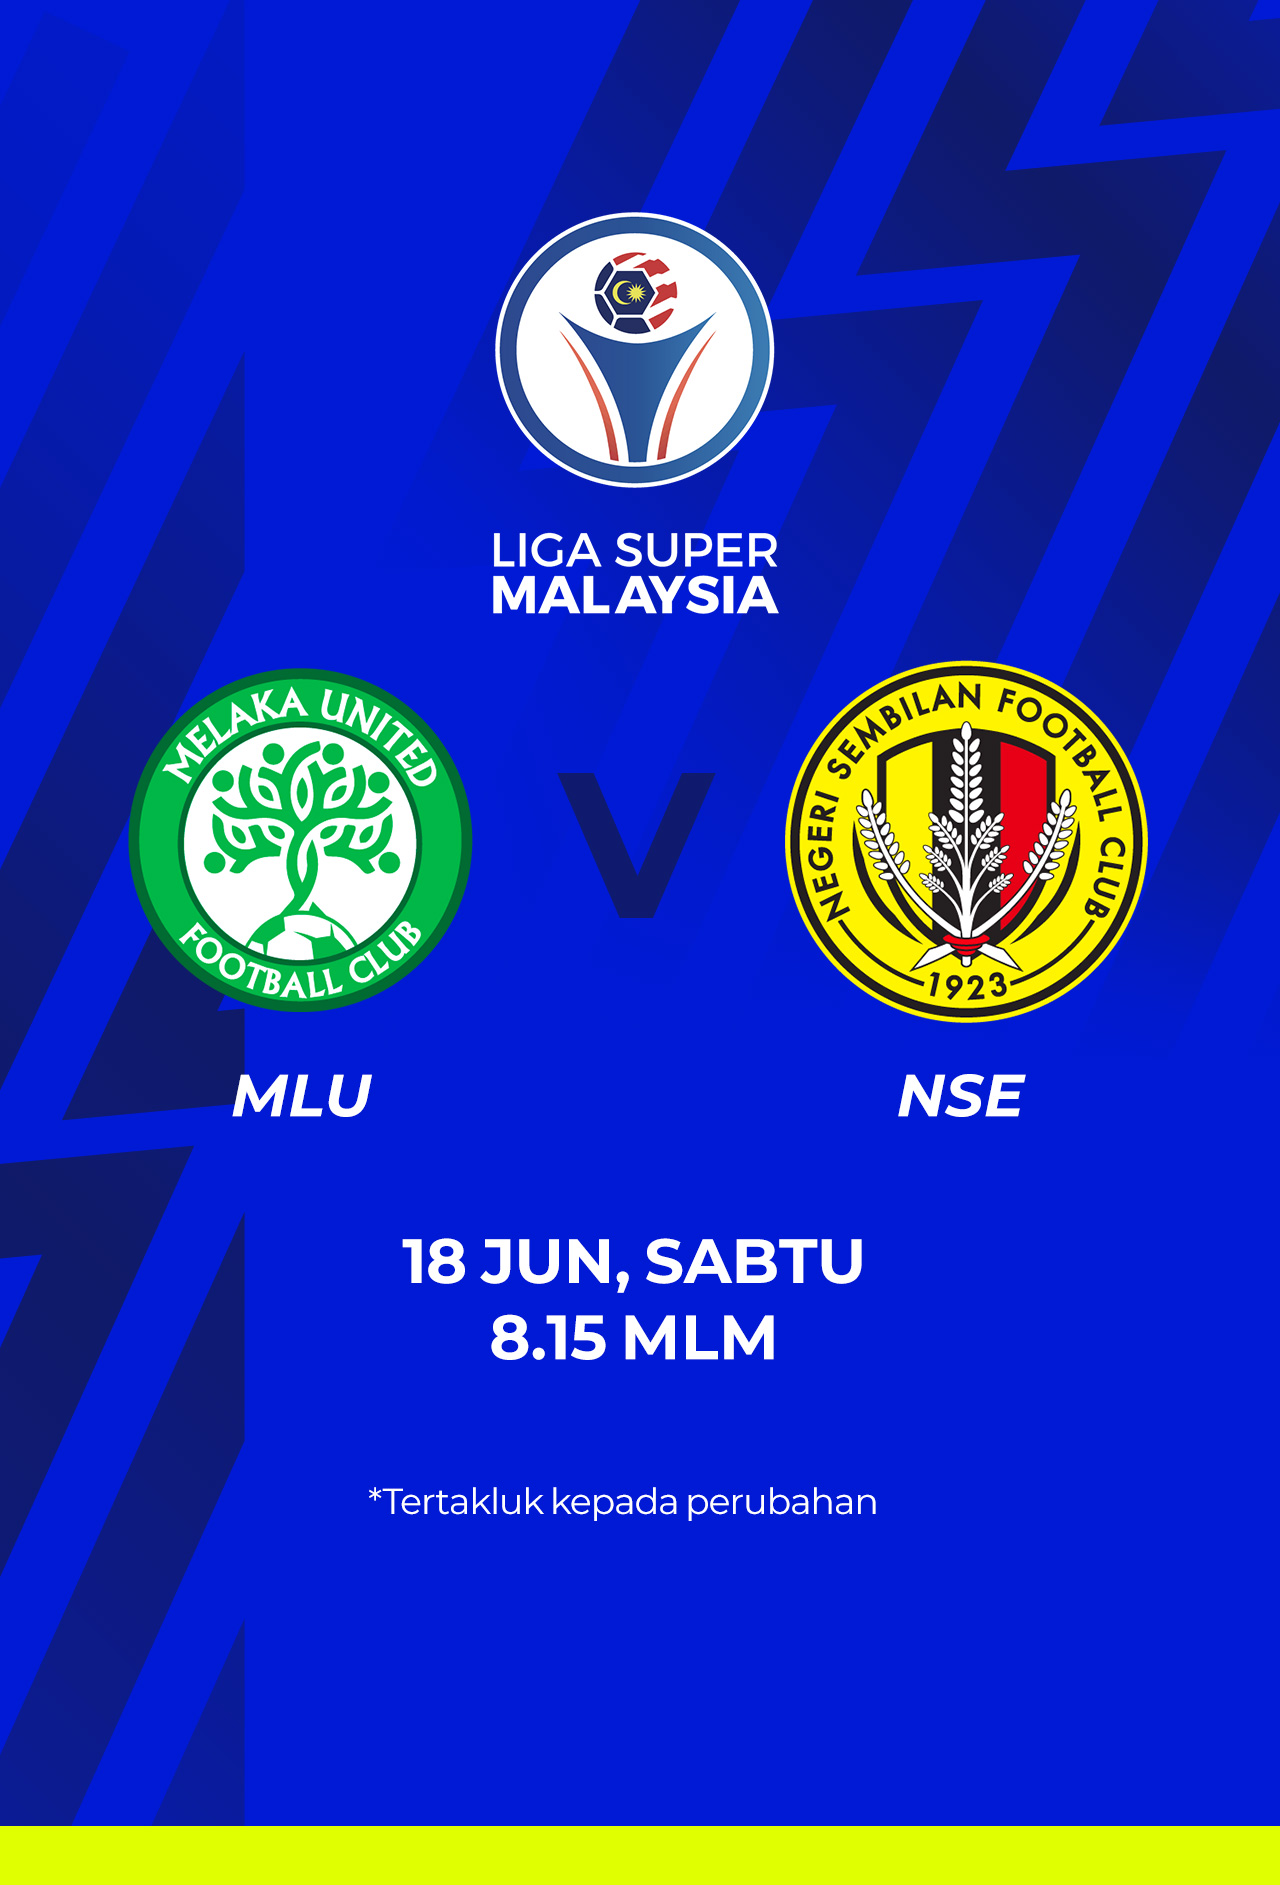 LIGA SUPER
MALAYSIA
MELAKA UNITED
FOOTBALL CLUB
V
NEGERI SEMBILAN FOOTBALL CLUB
1923
MLU
NSE
18 JUN, SABTU
8.15 MLM
*Tertakluk kepada perubahan